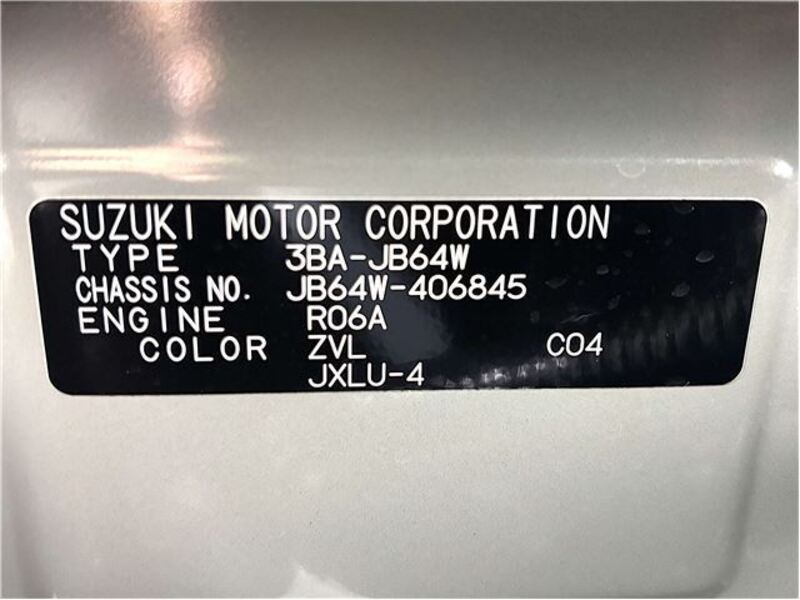 SUZUKI MOTOR CORPORATION
TYPE 3BA-JB64W
CHASSIS NO. JB64W-406845
ENGINE R06A
COLOR ZVL C04
JXLU-4